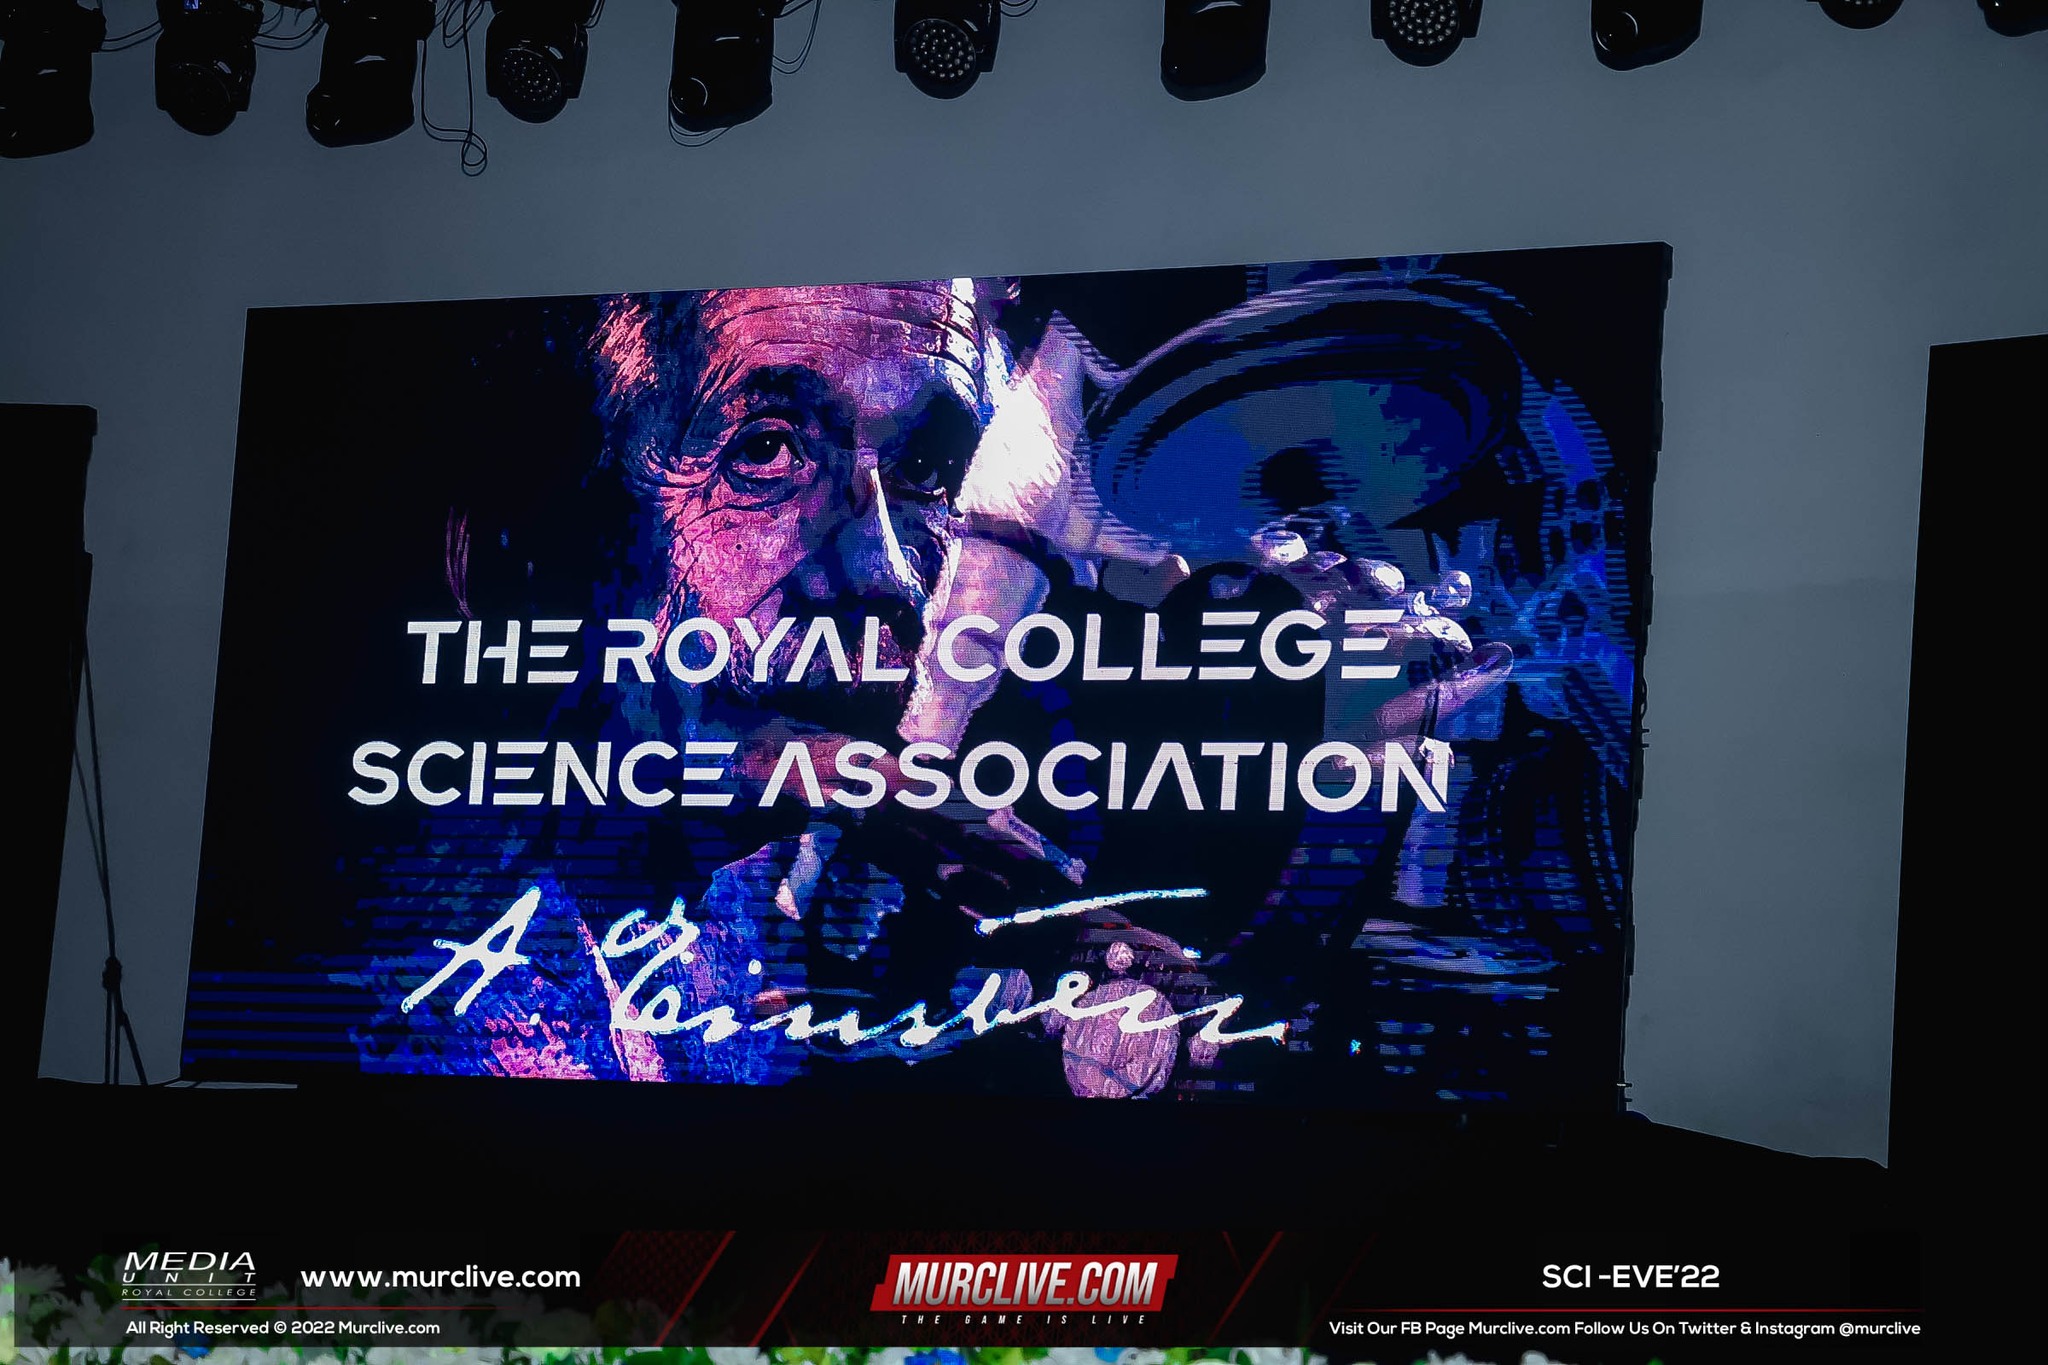 THE ROYAL COLLEGE
SCIENCE ASSOCIATION
A. Einstein
MEDIA
UNIT
ROYAL COLLEGE
www.murclive.com
All Right Reserved © 2022 Murclive.com
MURCLIVE.COM
THE GAME IS LIVE
SCI -EVE'22
Visit Our FB Page Murclive.com Follow Us On Twitter & Instagram @murclive